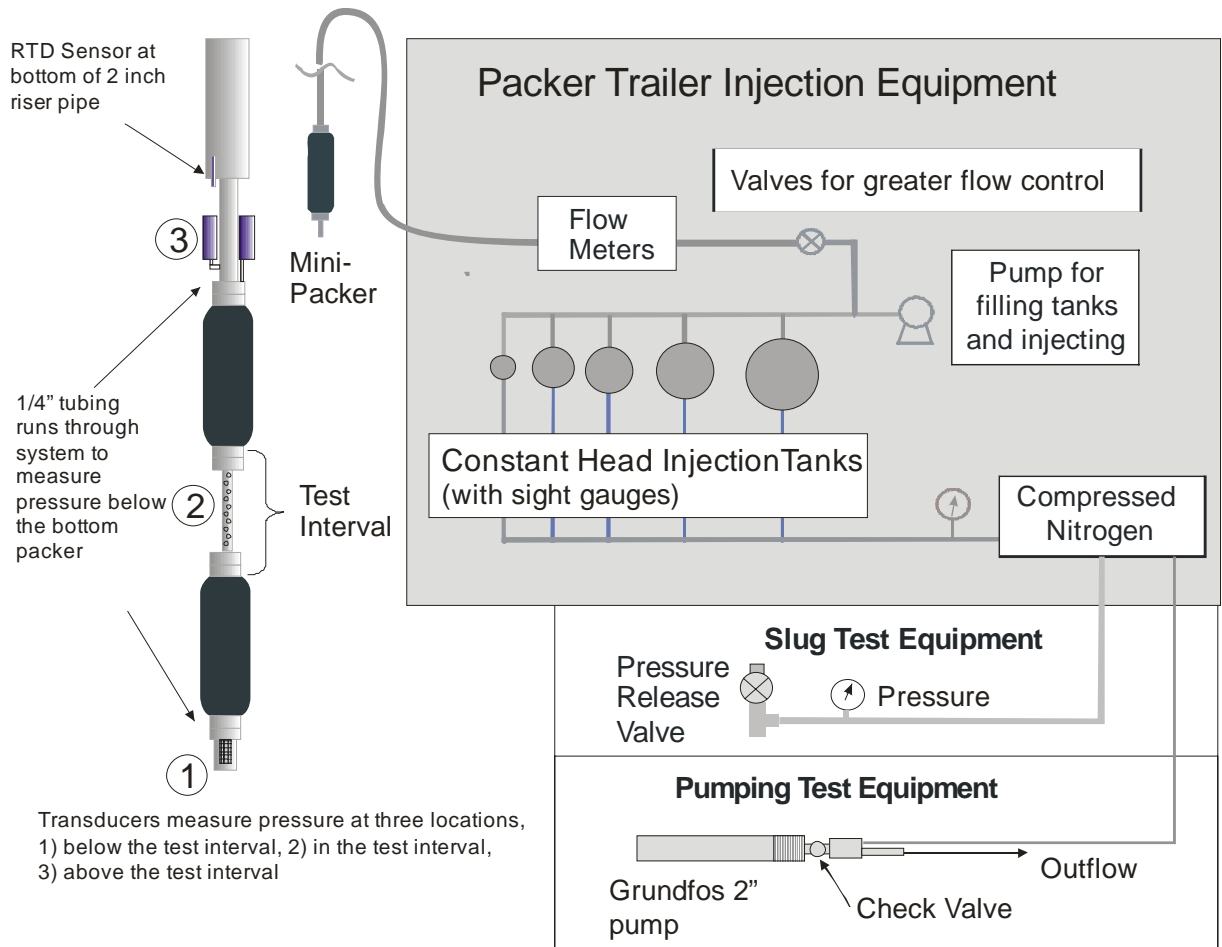 RTD Sensor at
bottom of 2 inch
riser pipe
3
Mini-
Packer
1/4" tubing
runs through
system to
measure
pressure below
the bottom
packer
2
Test
Interval
1
Transducers measure pressure at three locations,
1) below the test interval, 2) in the test interval,
3) above the test interval
Packer Trailer Injection Equipment
Valves for greater flow control
Flow
Meters
Pump for
filling tanks
and injecting
Constant Head InjectionTanks
(with sight gauges)
Compressed
Nitrogen
Slug Test Equipment
Pressure
Release
Valve
Pressure
Pumping Test Equipment
Grundfos 2”
pump
Check Valve
Outflow